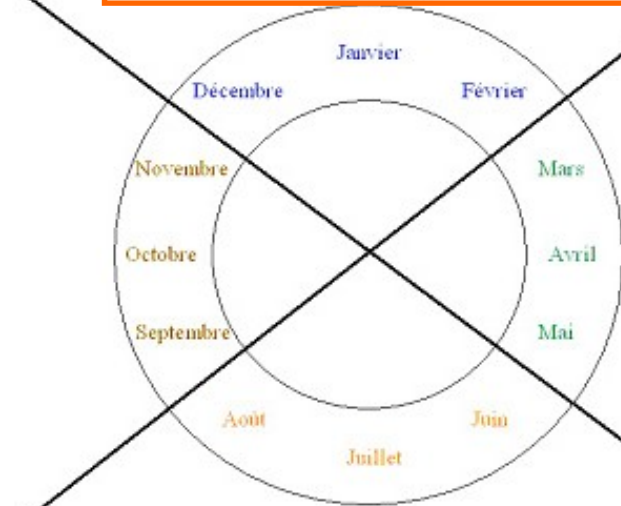 Janvier
Décembre
Février
Novembre
Mars
Octobre
Avril
Septembre
Mai
Août
Juin
Juillet